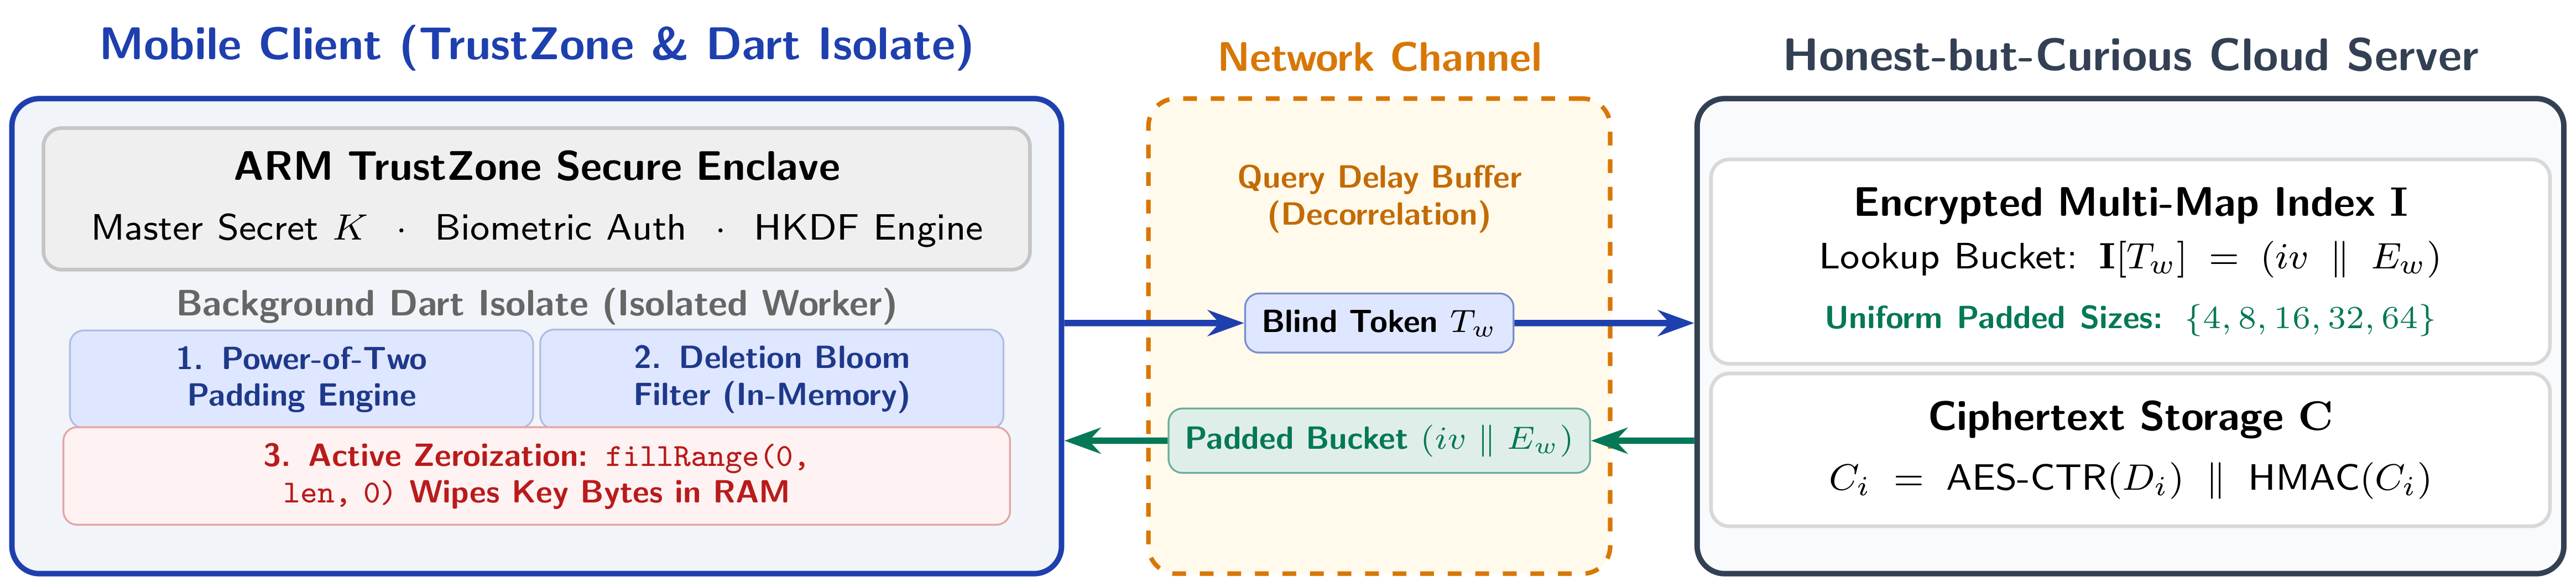 Mobile Client (TrustZone & Dart Isolate)
ARM TrustZone Secure Enclave
Master Secret K · Biometric Auth · HKDF Engine
Background Dart Isolate (Isolated Worker)
1. Power-of-Two
Padding Engine
2. Deletion Bloom
Filter (In-Memory)
3. Active Zeroization: fillRange(0,
len, 0) Wipes Key Bytes in RAM
Network Channel
Query Delay Buffer
(Decorrelation)
Blind Token T_w
Padded Bucket (iv ∥ E_w)
Honest-but-Curious Cloud Server
Encrypted Multi-Map Index I
Lookup Bucket: I[T_w] = (iv ∥ E_w)
Uniform Padded Sizes: {4, 8, 16, 32, 64}
Ciphertext Storage C
C_i = AES-CTR(D_i) ∥ HMAC(C_i)